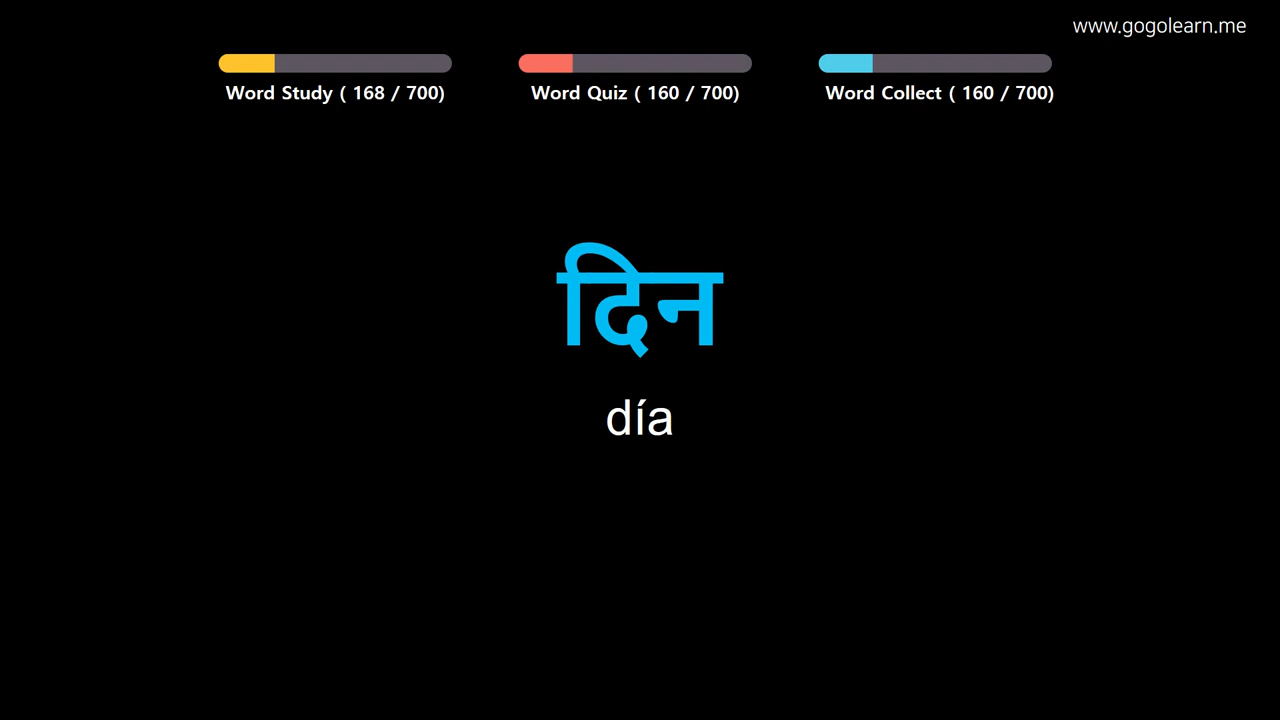 www.gogolearn.me
Word Study ( 168 / 700)
Word Quiz ( 160 / 700)
Word Collect ( 160 / 700)
दिन
día